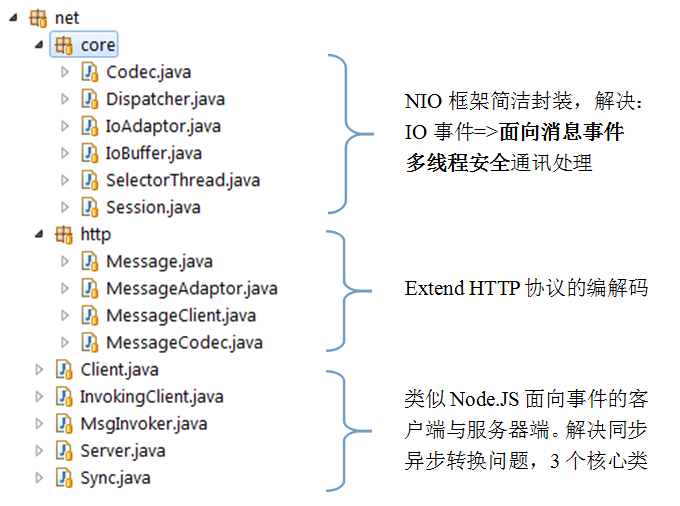 net
core
Codec.java
Dispatcher.java
IoAdaptor.java
IoBuffer.java
SelectorThread.java
Session.java
NIO 框架简洁封装，解决：
IO 事件=>面向消息事件
多线程安全通讯处理
http
Message.java
MessageAdaptor.java
MessageClient.java
MessageCodec.java
Extend HTTP 协议的编解码
Client.java
InvokingClient.java
MsgInvoker.java
Server.java
Sync.java
类似 Node.JS 面向事件的客
户端与服务器端。解决同步
异步转换问题，3 个核心类